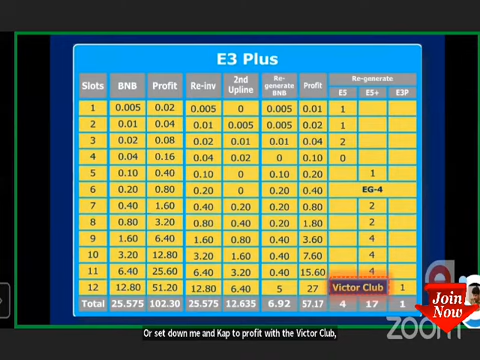 E3 Plus
Slots BNB Profit Re-inv 2nd Upline Re-generate BNB Profit Re-generate
E5 E5+ E3P
1 0.005 0.02 0.005 0 0.005 0.01 1
2 0.01 0.04 0.01 0.005 0.005 0.02 1
3 0.02 0.08 0.02 0.01 0.01 0.04 2
4 0.04 0.16 0.04 0.02 0 0.10 0
5 0.10 0.40 0.10 0 0.10 0.20 1
6 0.20 0.80 0.20 0 0.20 0.40 EG-4
7 0.40 1.60 0.40 0.20 0.20 0.80 2
8 0.80 3.20 0.80 0.40 0.20 1.80 2
9 1.60 6.40 1.60 0.80 0.40 3.60 4
10 3.20 12.80 3.20 1.60 0.40 7.60 4
11 6.40 25.60 6.40 3.20 0.40 15.60 4
12 12.80 51.20 12.80 6.40 5 27 Victor Club 1
Total 25.575 102.30 25.575 12.635 6.92 57.17 4 17 1
Join Now
zoom
Or set down me and Kap to profit with the Victor Club,